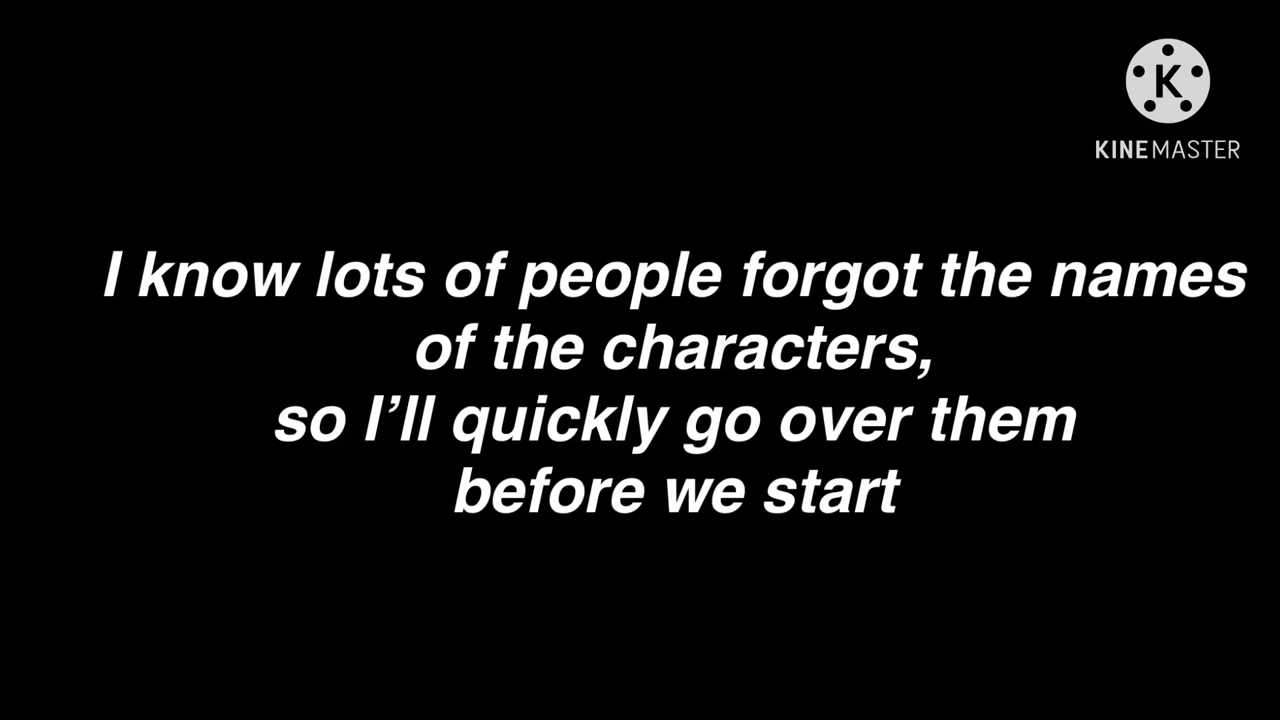 K
KINEMASTER
I know lots of people forgot the names
of the characters,
so I’ll quickly go over them
before we start